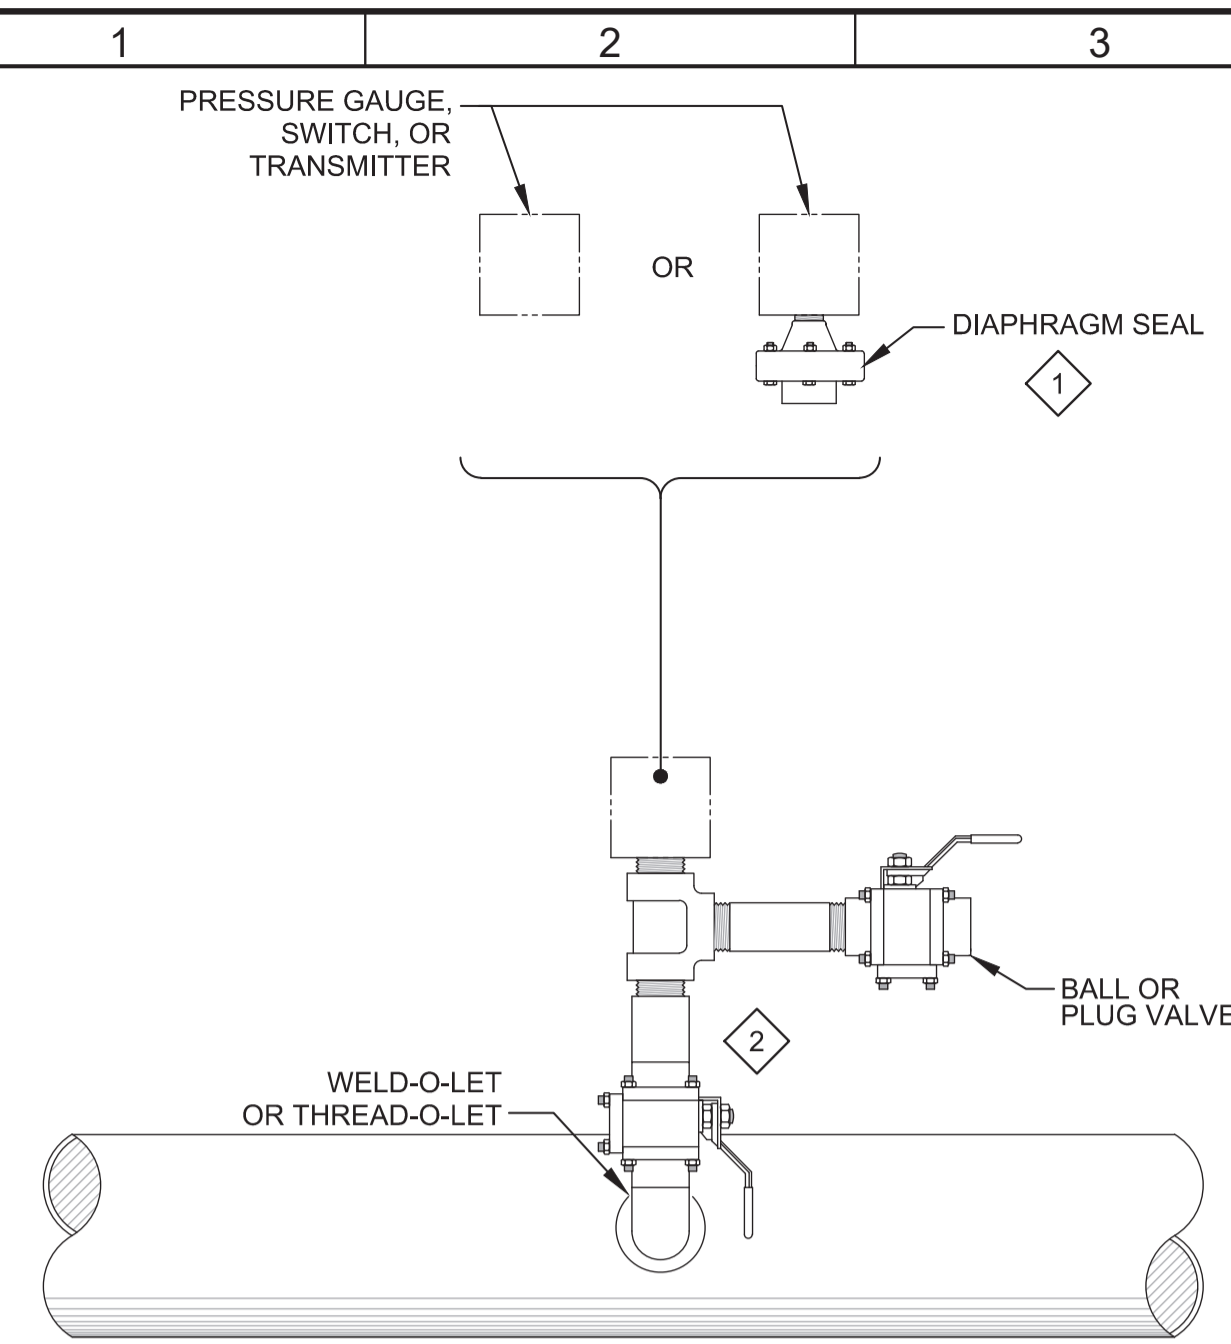 1
2
3
PRESSURE GAUGE,
SWITCH, OR
TRANSMITTER
OR
DIAPHRAGM SEAL
1
BALL OR
PLUG VALVE
2
WELD-O-LET
OR THREAD-O-LET